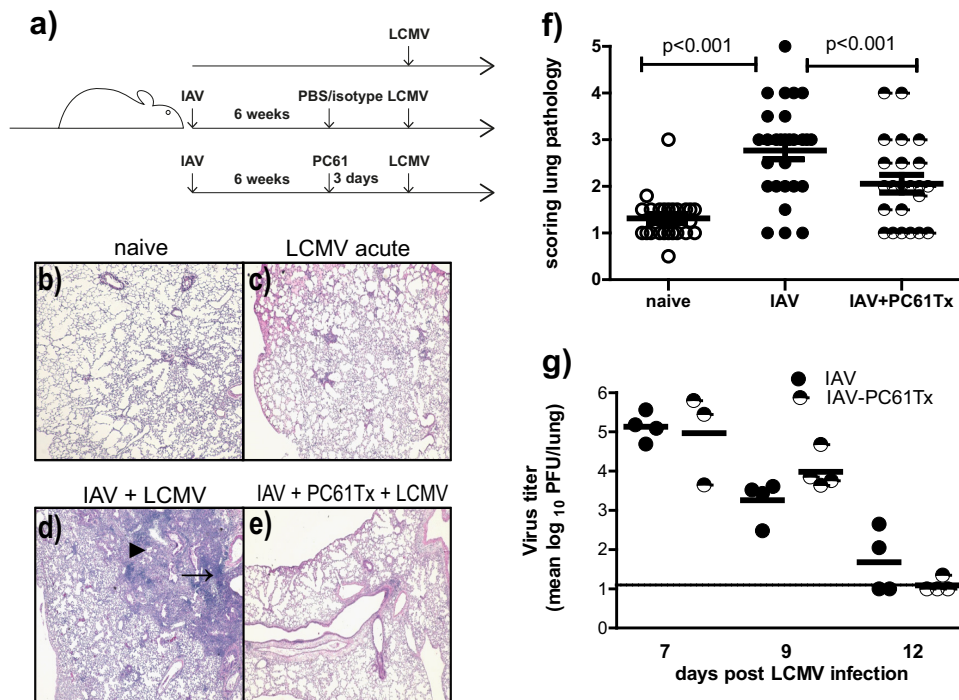 a)
LCMV
IAV PBS/isotype LCMV
6 weeks
IAV PC61 LCMV
6 weeks 3 days
naive
LCMV acute
b)
c)
IAV + LCMV
IAV + PC61Tx + LCMV
d)
e)
f)
scoring lung pathology
5
4
3
2
1
0
p<0.001
p<0.001
naive IAV IAV+PC61Tx
g)
IAV
IAV-PC61Tx
Virus titer
(mean log 10 PFU/lung)
6
5
4
3
2
1
0
7 9 12
days post LCMV infection